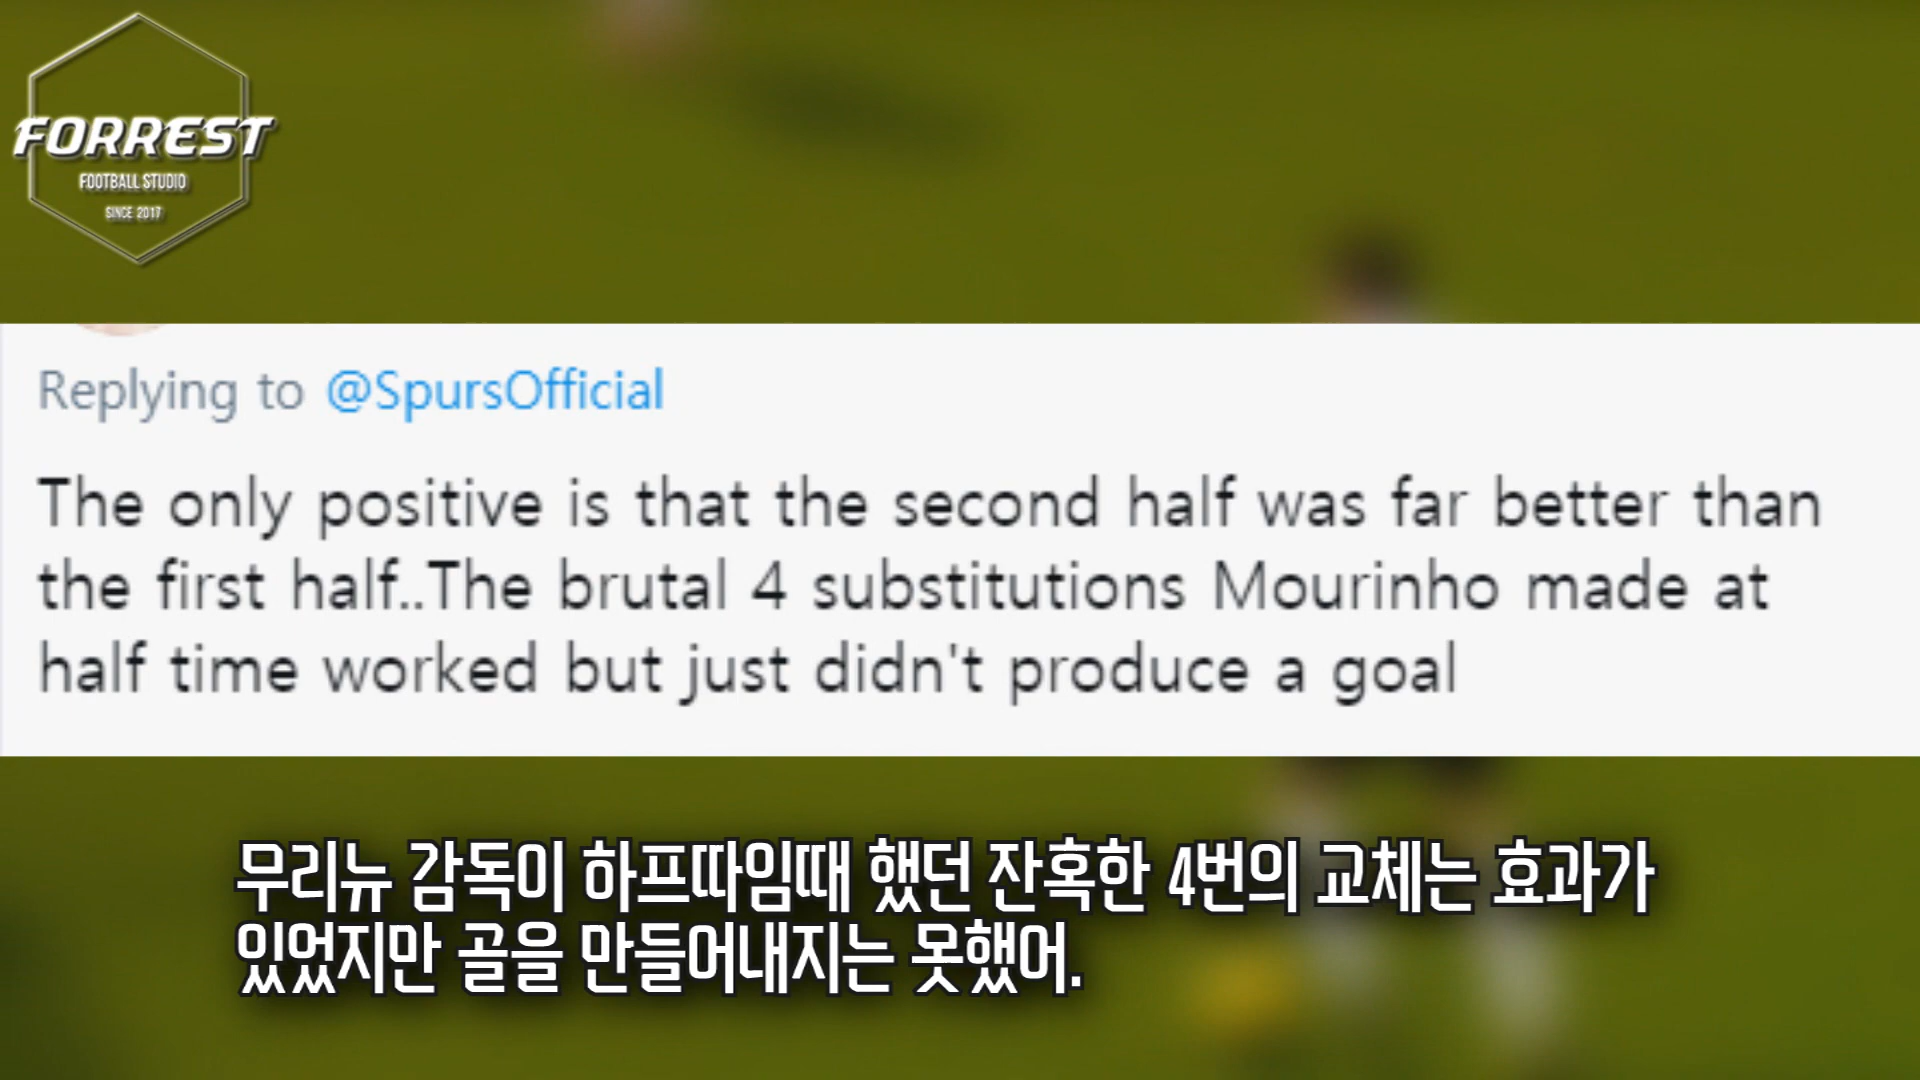 FORREST
FOOTBALL STUDIO
SINCE 2017
Replying to @SpursOfficial
The only positive is that the second half was far better than
the first half..The brutal 4 substitutions Mourinho made at
half time worked but just didn't produce a goal
무리뉴 감독이 하프따임때 했던 잔혹한 4번의 교체는 효과가
있었지만 골을 만들어내지는 못했어.